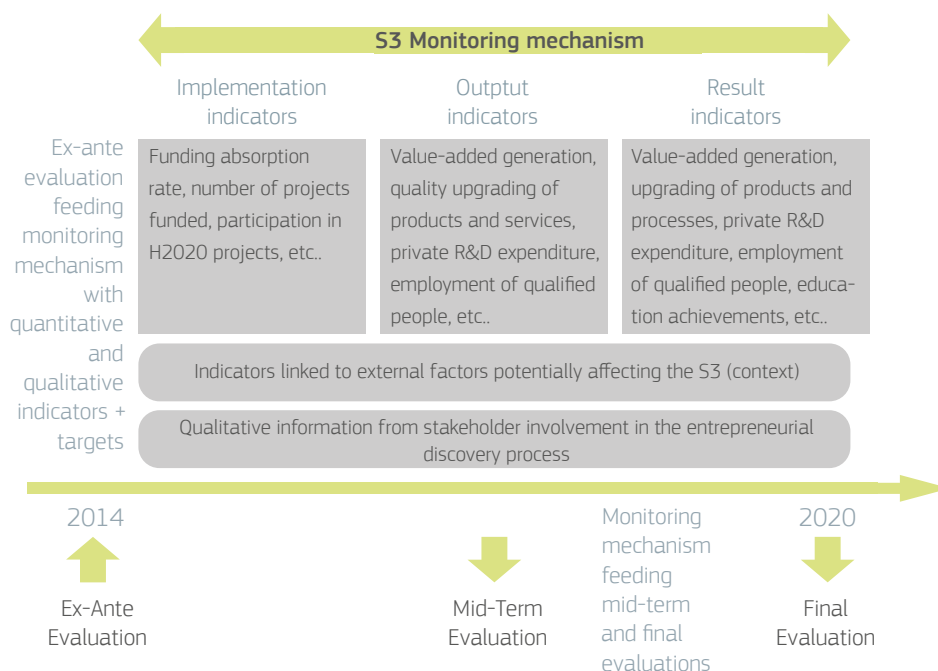 S3 Monitoring mechanism
Implementation
indicators
Optptut
indicators
Result
indicators
Ex-ante
evaluation
feeding
monitoring
mechanism
with
quantitative
and
qualitative
indicators +
targets
Funding absorption
rate, number of projects
funded, participation in
H2020 projects, etc..
Value-added generation,
quality upgrading of
products and services,
private R&D expenditure,
employment of qualified
people, etc..
Value-added generation,
upgrading of products and
processes, private R&D
expenditure, employment
of qualified people, educa-
tion achievements, etc..
Indicators linked to external factors potentially affecting the S3 (context)
Qualitative information from stakeholder involvement in the entrepreneurial
discovery process
2014
Ex-Ante
Evaluation
Mid-Term
Evaluation
Monitoring
mechanism
feeding
mid-term
and final
evaluations
2020
Final
Evaluation